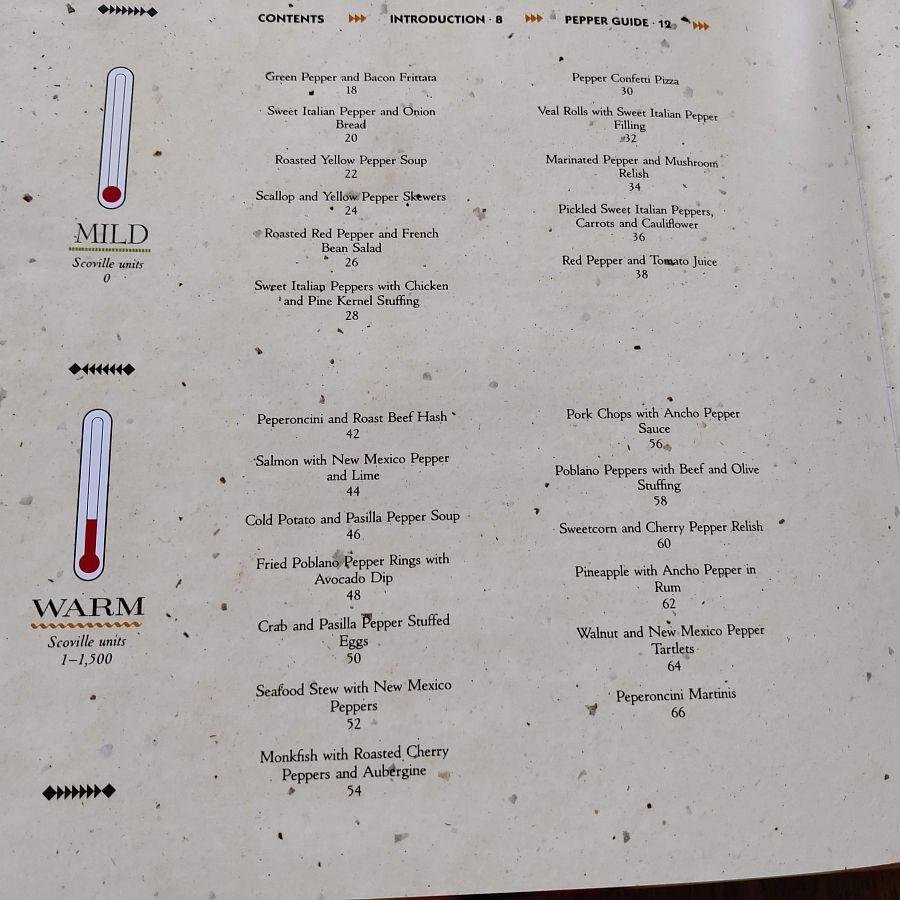 CONTENTS INTRODUCTION · 8 PEPPER GUIDE · 12
MILD
Scoville units
0
Green Pepper and Bacon Frittata
18
Sweet Italian Pepper and Onion
Bread
20
Roasted Yellow Pepper Soup
22
Scallop and Yellow Pepper Skewers
24
Roasted Red Pepper and French
Bean Salad
26
Sweet Italian Peppers with Chicken
and Pine Kernel Stuffing
28
Pepper Confetti Pizza
30
Veal Rolls with Sweet Italian Pepper
Filling
32
Marinated Pepper and Mushroom
Relish
34
Pickled Sweet Italian Peppers,
Carrots and Cauliflower
36
Red Pepper and Tomato Juice
38
WARM
Scoville units
1–1,500
Peperoncini and Roast Beef Hash
42
Salmon with New Mexico Pepper
and Lime
44
Cold Potato and Pasilla Pepper Soup
46
Fried Poblano Pepper Rings with
Avocado Dip
48
Crab and Pasilla Pepper Stuffed
Eggs
50
Seafood Stew with New Mexico
Peppers
52
Monkfish with Roasted Cherry
Peppers and Aubergine
54
Pork Chops with Ancho Pepper
Sauce
56
Poblano Peppers with Beef and Olive
Stuffing
58
Sweetcorn and Cherry Pepper Relish
60
Pineapple with Ancho Pepper in
Rum
62
Walnut and New Mexico Pepper
Tartlets
64
Peperoncini Martinis
66